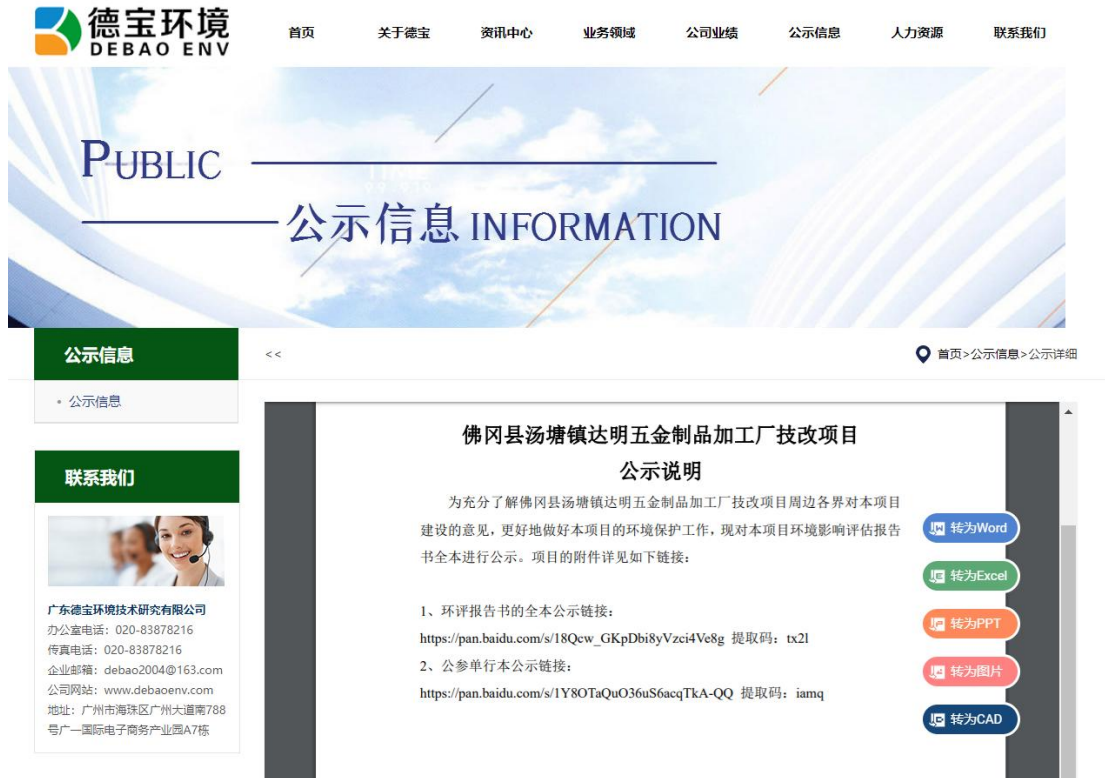 德宝环境
DEBAO ENV
首页 关于德宝 资讯中心 业务领域 公司业绩 公示信息 人力资源 联系我们
PUBLIC
公示信息 INFORMATION
公示信息
<<
首页>公示信息>公示详细
• 公示信息
联系我们
广东德宝环境技术研究有限公司
办公室电话：020-83878216
传真电话：020-83878216
企业邮箱：debao2004@163.com
公司网站：www.debaoenv.com
地址：广州市海珠区广州大道南788
号广一国际电子商务产业园A7栋
佛冈县汤塘镇达明五金制品加工厂技改项目
公示说明
为充分了解佛冈县汤塘镇达明五金制品加工厂技改项目周边各界对本项目
建设的意见，更好地做好本项目的环境保护工作，现对本项目环境影响评估报告
书全本进行公示。项目的附件详见如下链接：
1、环评报告书的全本公示链接：
https://pan.baidu.com/s/18Qcw_GKpDbi8yVzci4Ve8g 提取码：tx2l
2、公参单行本公示链接：
https://pan.baidu.com/s/1Y8OTaQuO36uS6acqTkA-QQ 提取码：iamq
转为Word
转为Excel
转为PPT
转为图片
转为CAD